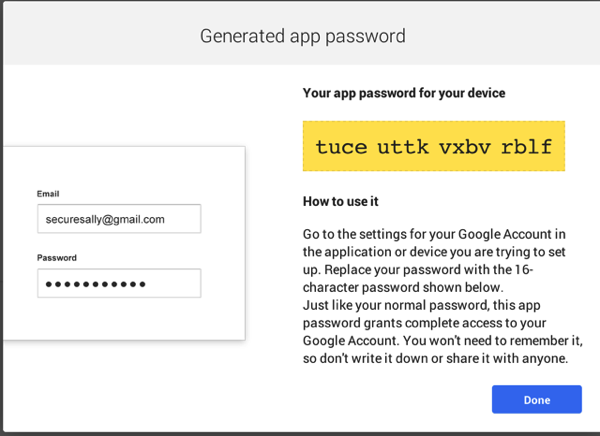 Generated app password
Your app password for your device
tuce uttk vxbv rblf
Email
securesally@gmail.com
Password
●●●●●●●●●●●
How to use it
Go to the settings for your Google Account in
the application or device you are trying to set
up. Replace your password with the 16-
character password shown below.
Just like your normal password, this app
password grants complete access to your
Google Account. You won't need to remember it,
so don't write it down or share it with anyone.
Done